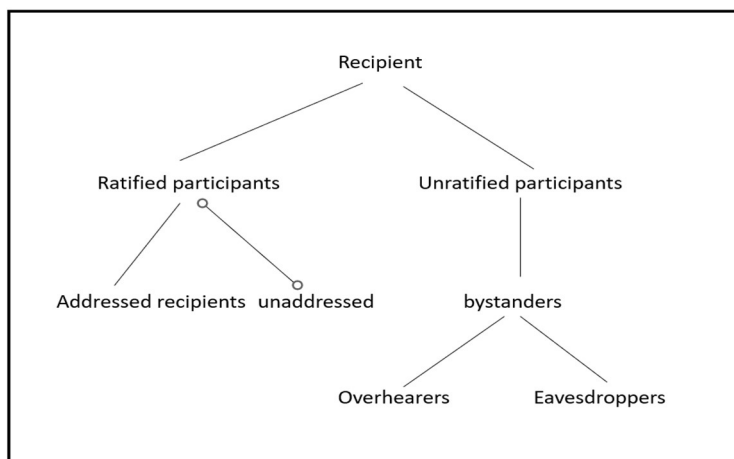 Recipient
Ratified participants
Unratified participants
Addressed recipients
unaddressed
bystanders
Overhearers
Eavesdroppers